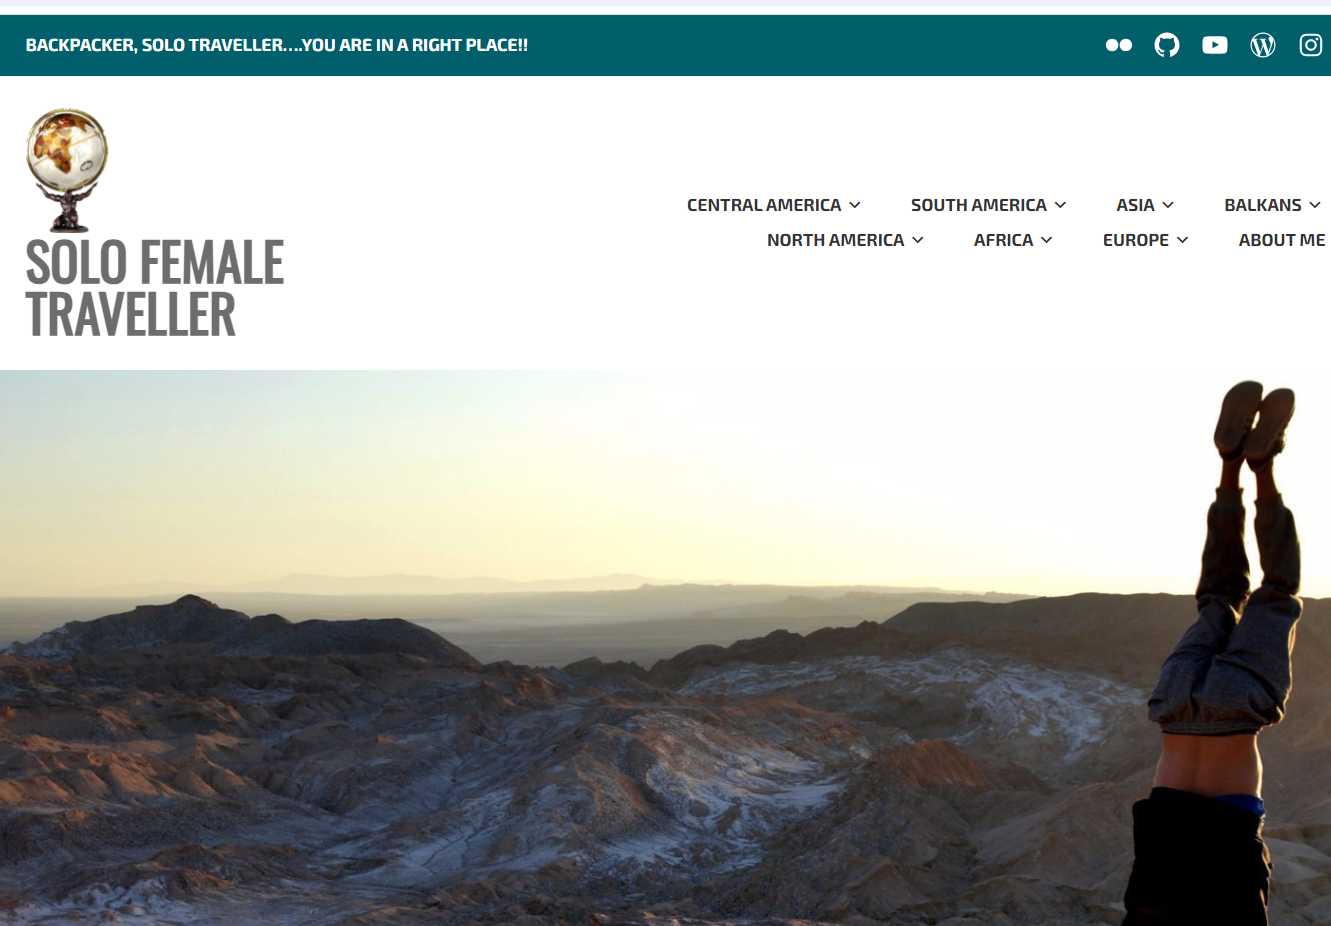 BACKPACKER, SOLO TRAVELLER....YOU ARE IN A RIGHT PLACE!!
SOLO FEMALE
TRAVELLER
CENTRAL AMERICA
SOUTH AMERICA
ASIA
BALKANS
NORTH AMERICA
AFRICA
EUROPE
ABOUT ME